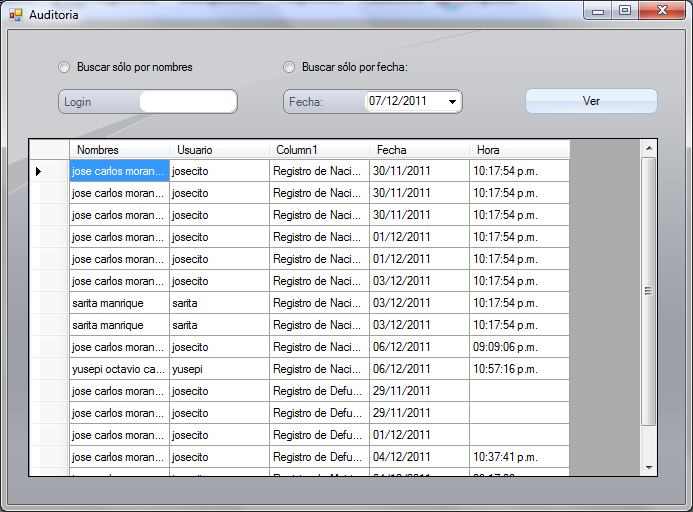 Auditoria
Buscar sólo por nombres Buscar sólo por fecha:
Login Fecha: 07/12/2011 Ver
Nombres Usuario Column1 Fecha Hora
jose carlos moran... josecito Registro de Naci... 30/11/2011 10:17:54 p.m.
jose carlos moran... josecito Registro de Naci... 30/11/2011 10:17:54 p.m.
jose carlos moran... josecito Registro de Naci... 30/11/2011 10:17:54 p.m.
jose carlos moran... josecito Registro de Naci... 01/12/2011 10:17:54 p.m.
jose carlos moran... josecito Registro de Naci... 01/12/2011 10:17:54 p.m.
jose carlos moran... josecito Registro de Naci... 03/12/2011 10:17:54 p.m.
sarita manrique sarita Registro de Naci... 03/12/2011 10:17:54 p.m.
sarita manrique sarita Registro de Naci... 03/12/2011 10:17:54 p.m.
jose carlos moran... josecito Registro de Naci... 06/12/2011 09:09:06 p.m.
yusepi octavio ca... yusepi Registro de Naci... 06/12/2011 10:57:16 p.m.
jose carlos moran... josecito Registro de Defu... 29/11/2011
jose carlos moran... josecito Registro de Defu... 29/11/2011
jose carlos moran... josecito Registro de Defu... 01/12/2011
jose carlos moran... josecito Registro de Defu... 04/12/2011 10:37:41 p.m.